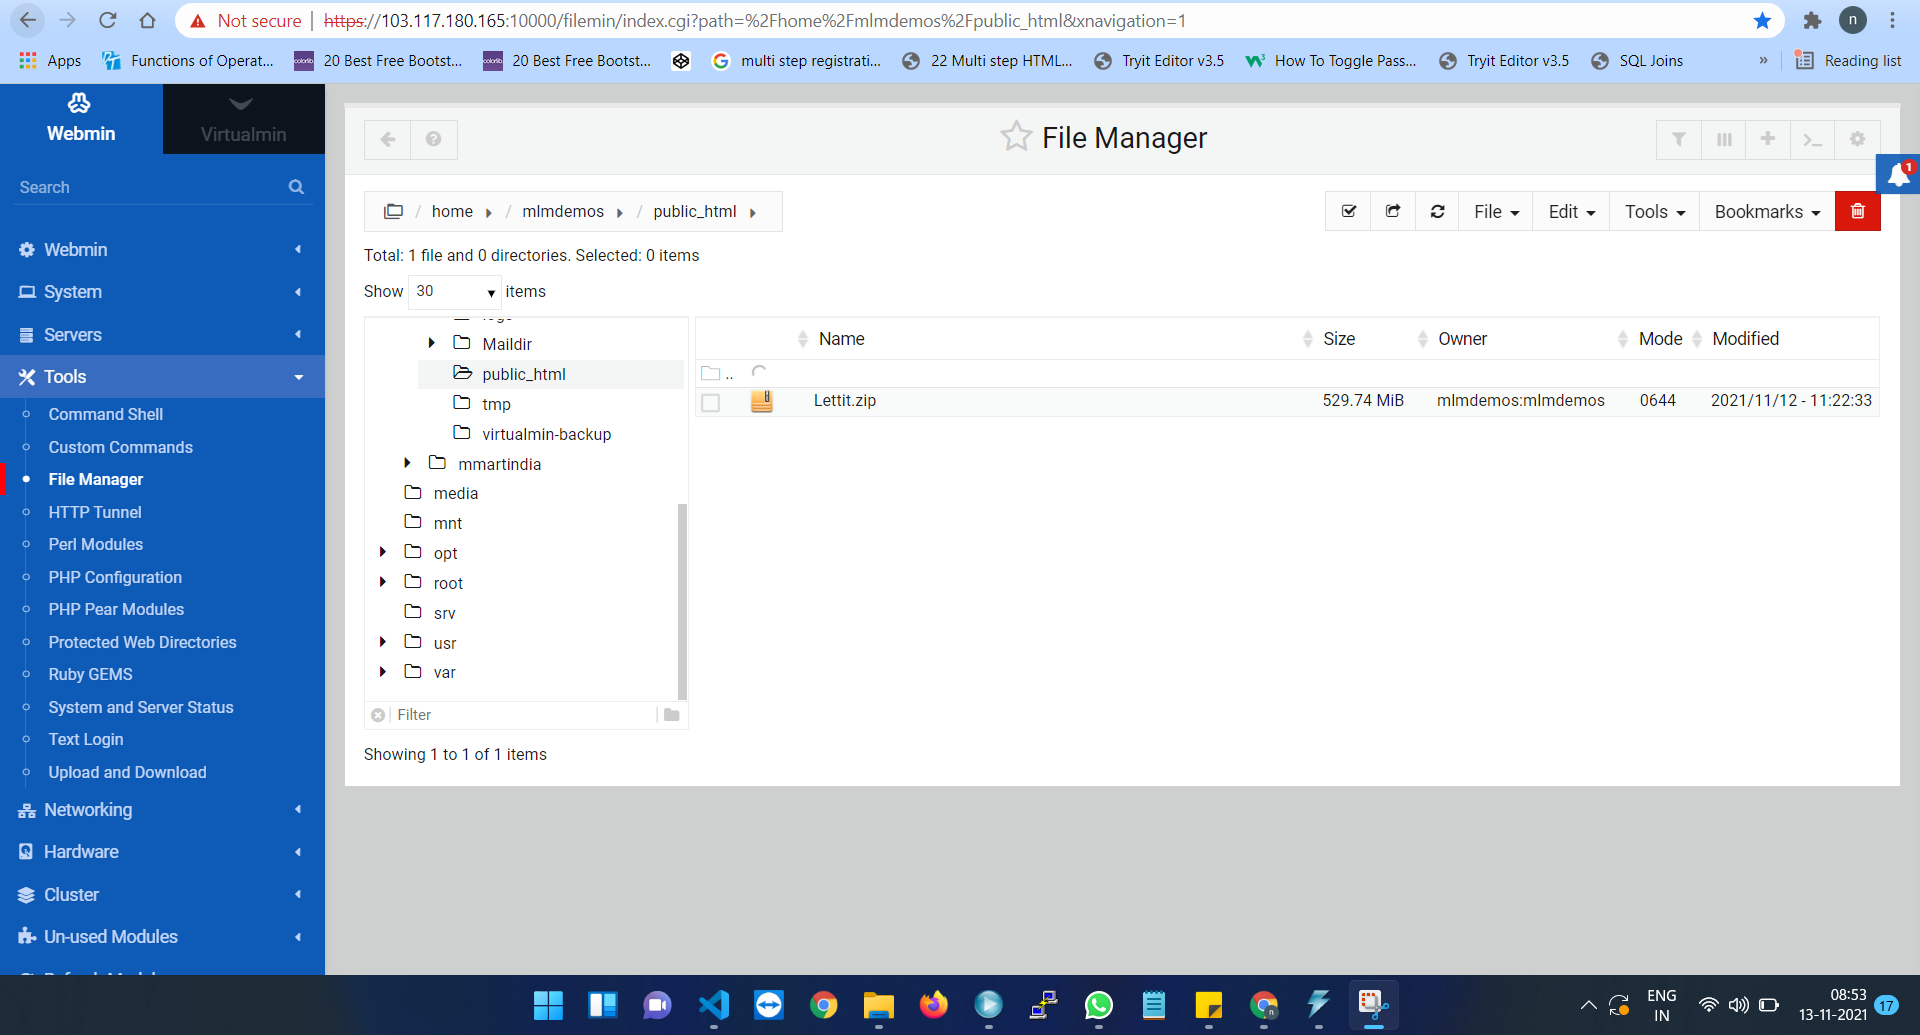 Not secure | https://103.117.180.165:10000/filemin/index.cgi?path=%2Fhome%2Fmlmdemos%2Fpublic_html&xnavigation=1
n
Apps
Functions of Operat...
colorlib
20 Best Free Bootst...
colorlib
20 Best Free Bootst...
multi step registrati...
22 Multi step HTML...
Tryit Editor v3.5
How To Toggle Pass...
Tryit Editor v3.5
SQL Joins
»
Reading list
Webmin
Virtualmin
Search
Webmin
System
Servers
Tools
Command Shell
Custom Commands
File Manager
HTTP Tunnel
Perl Modules
PHP Configuration
PHP Pear Modules
Protected Web Directories
Ruby GEMS
System and Server Status
Text Login
Upload and Download
Networking
Hardware
Cluster
Un-used Modules
File Manager
1
/ home / mlmdemos / public_html
File
Edit
Tools
Bookmarks
Total: 1 file and 0 directories. Selected: 0 items
Show 30 items
Maildir
public_html
tmp
virtualmin-backup
mmartindia
media
mnt
opt
root
srv
usr
var
Filter
Name Size Owner Mode Modified
..
Lettit.zip 529.74 MiB mlmdemos:mlmdemos 0644 2021/11/12 - 11:22:33
Showing 1 to 1 of 1 items
ENG
IN
08:53
13-11-2021
17